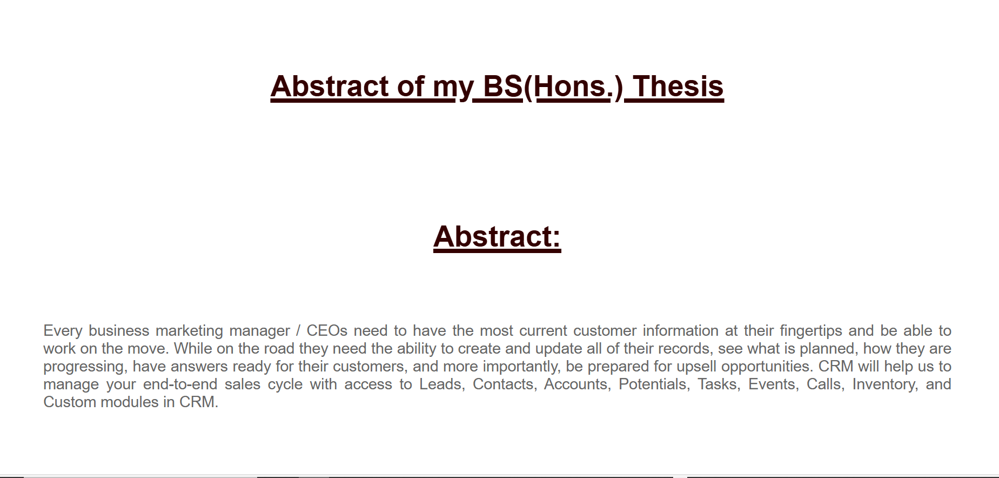 Abstract of my BS(Hons.) Thesis
Abstract:
Every business marketing manager / CEOs need to have the most current customer information at their fingertips and be able to
work on the move. While on the road they need the ability to create and update all of their records, see what is planned, how they are
progressing, have answers ready for their customers, and more importantly, be prepared for upsell opportunities. CRM will help us to
manage your end-to-end sales cycle with access to Leads, Contacts, Accounts, Potentials, Tasks, Events, Calls, Inventory, and
Custom modules in CRM.